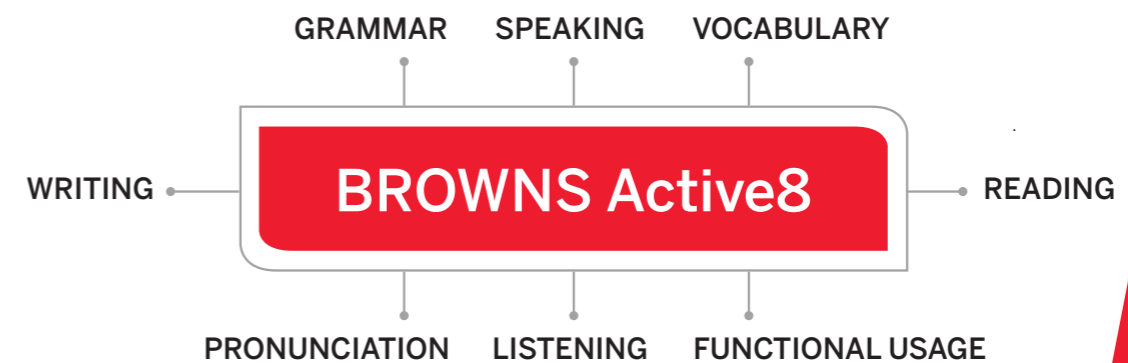 GRAMMAR SPEAKING VOCABULARY
WRITING BROWNS Active8 READING
PRONUNCIATION LISTENING FUNCTIONAL USAGE